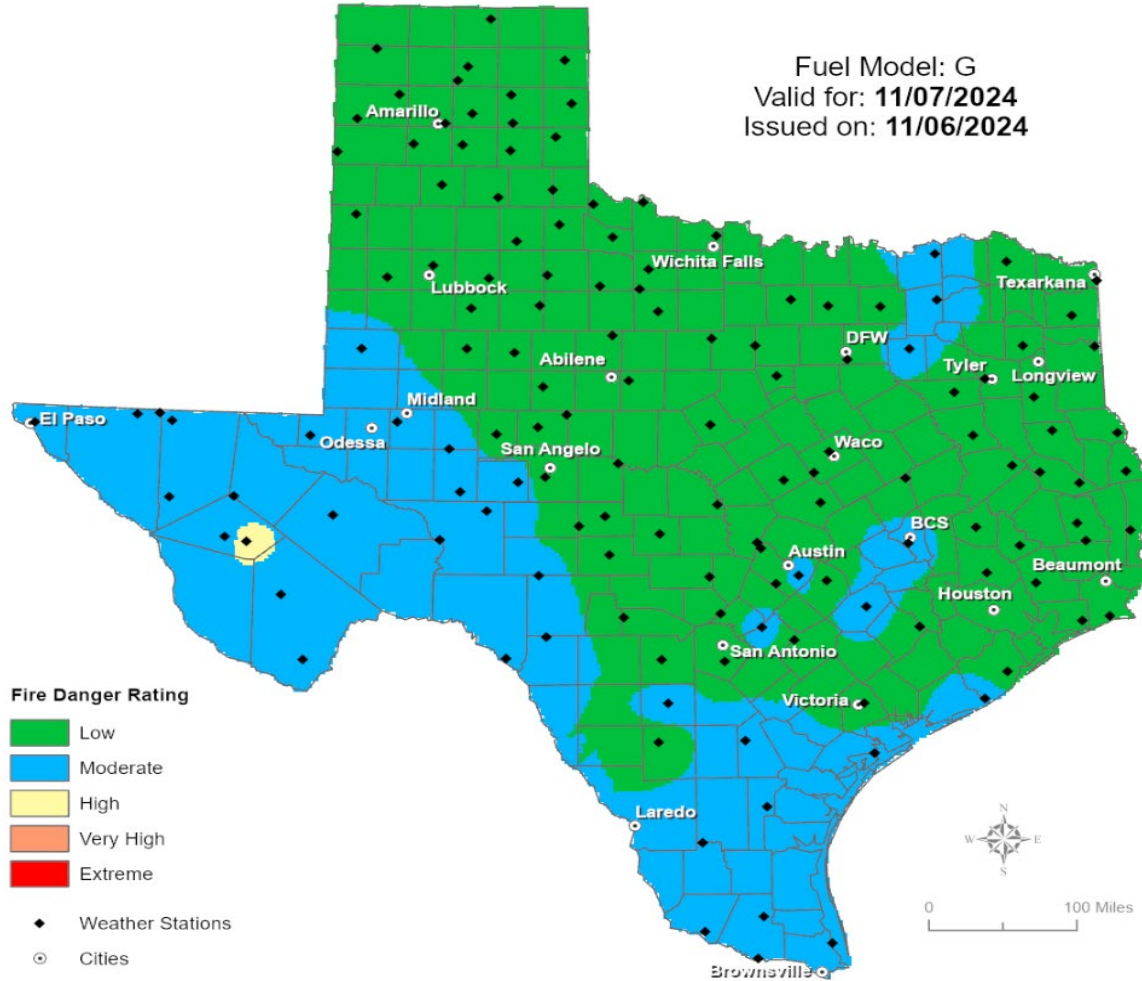 Fuel Model: G
Valid for: 11/07/2024
Issued on: 11/06/2024
Amarillo
Wichita Falls
Lubbock
Texarkana
DFW
Abilene
Tyler
Longview
Midland
El Paso
Odessa
San Angelo
Waco
BCS
Austin
Beaumont
Houston
San Antonio
Victoria
Laredo
Brownsville
Fire Danger Rating
Low
Moderate
High
Very High
Extreme
Weather Stations
Cities
N
W E
S
0 100 Miles